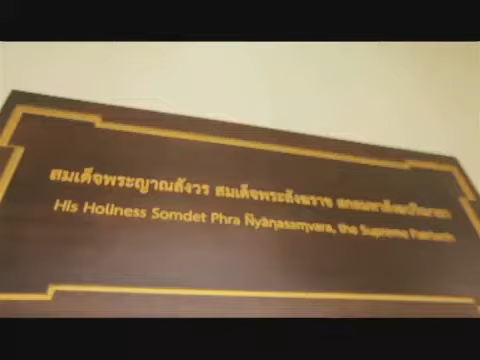 สมเด็จพระญาณสังวร สมเด็จพระสังฆราช สกลมหาสังฆปริณายก
His Holiness Somdet Phra Ñyāṇasaṃvara, the Supreme Patriarch